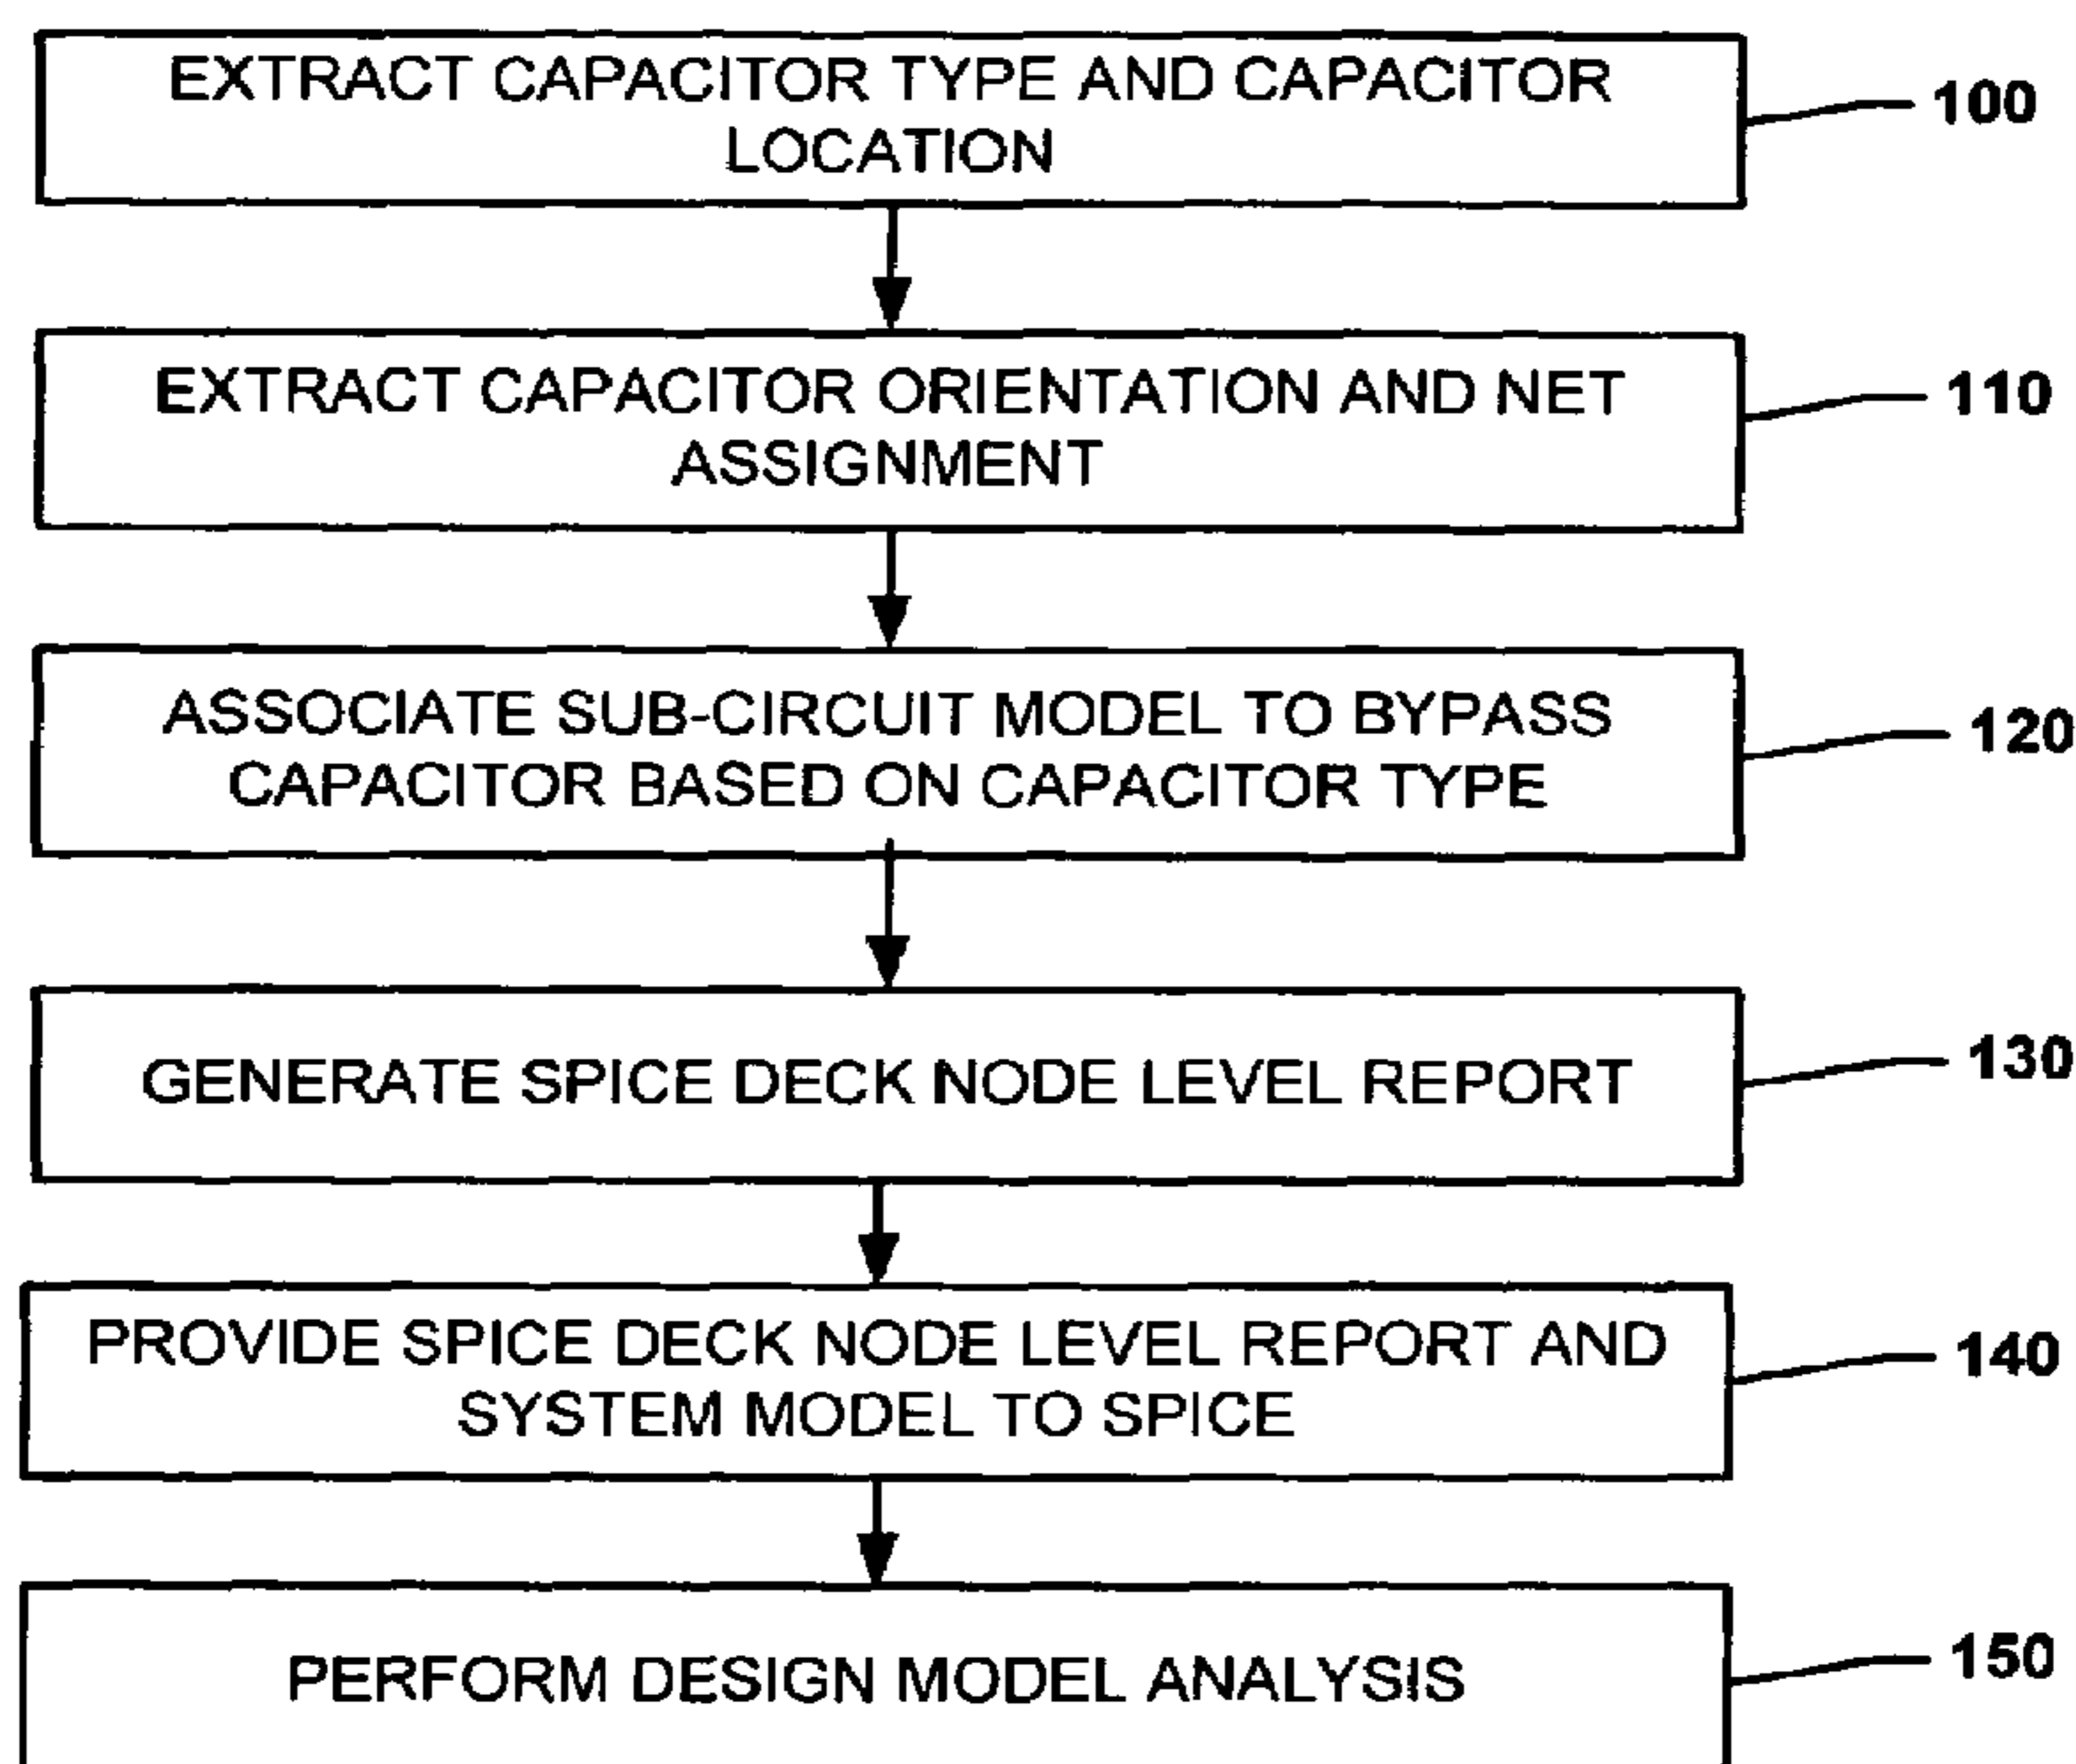 EXTRACT CAPACITOR TYPE AND CAPACITOR
LOCATION
100
EXTRACT CAPACITOR ORIENTATION AND NET
ASSIGNMENT
110
ASSOCIATE SUB-CIRCUIT MODEL TO BYPASS
CAPACITOR BASED ON CAPACITOR TYPE
120
GENERATE SPICE DECK NODE LEVEL REPORT
130
PROVIDE SPICE DECK NODE LEVEL REPORT AND
SYSTEM MODEL TO SPICE
140
PERFORM DESIGN MODEL ANALYSIS
150